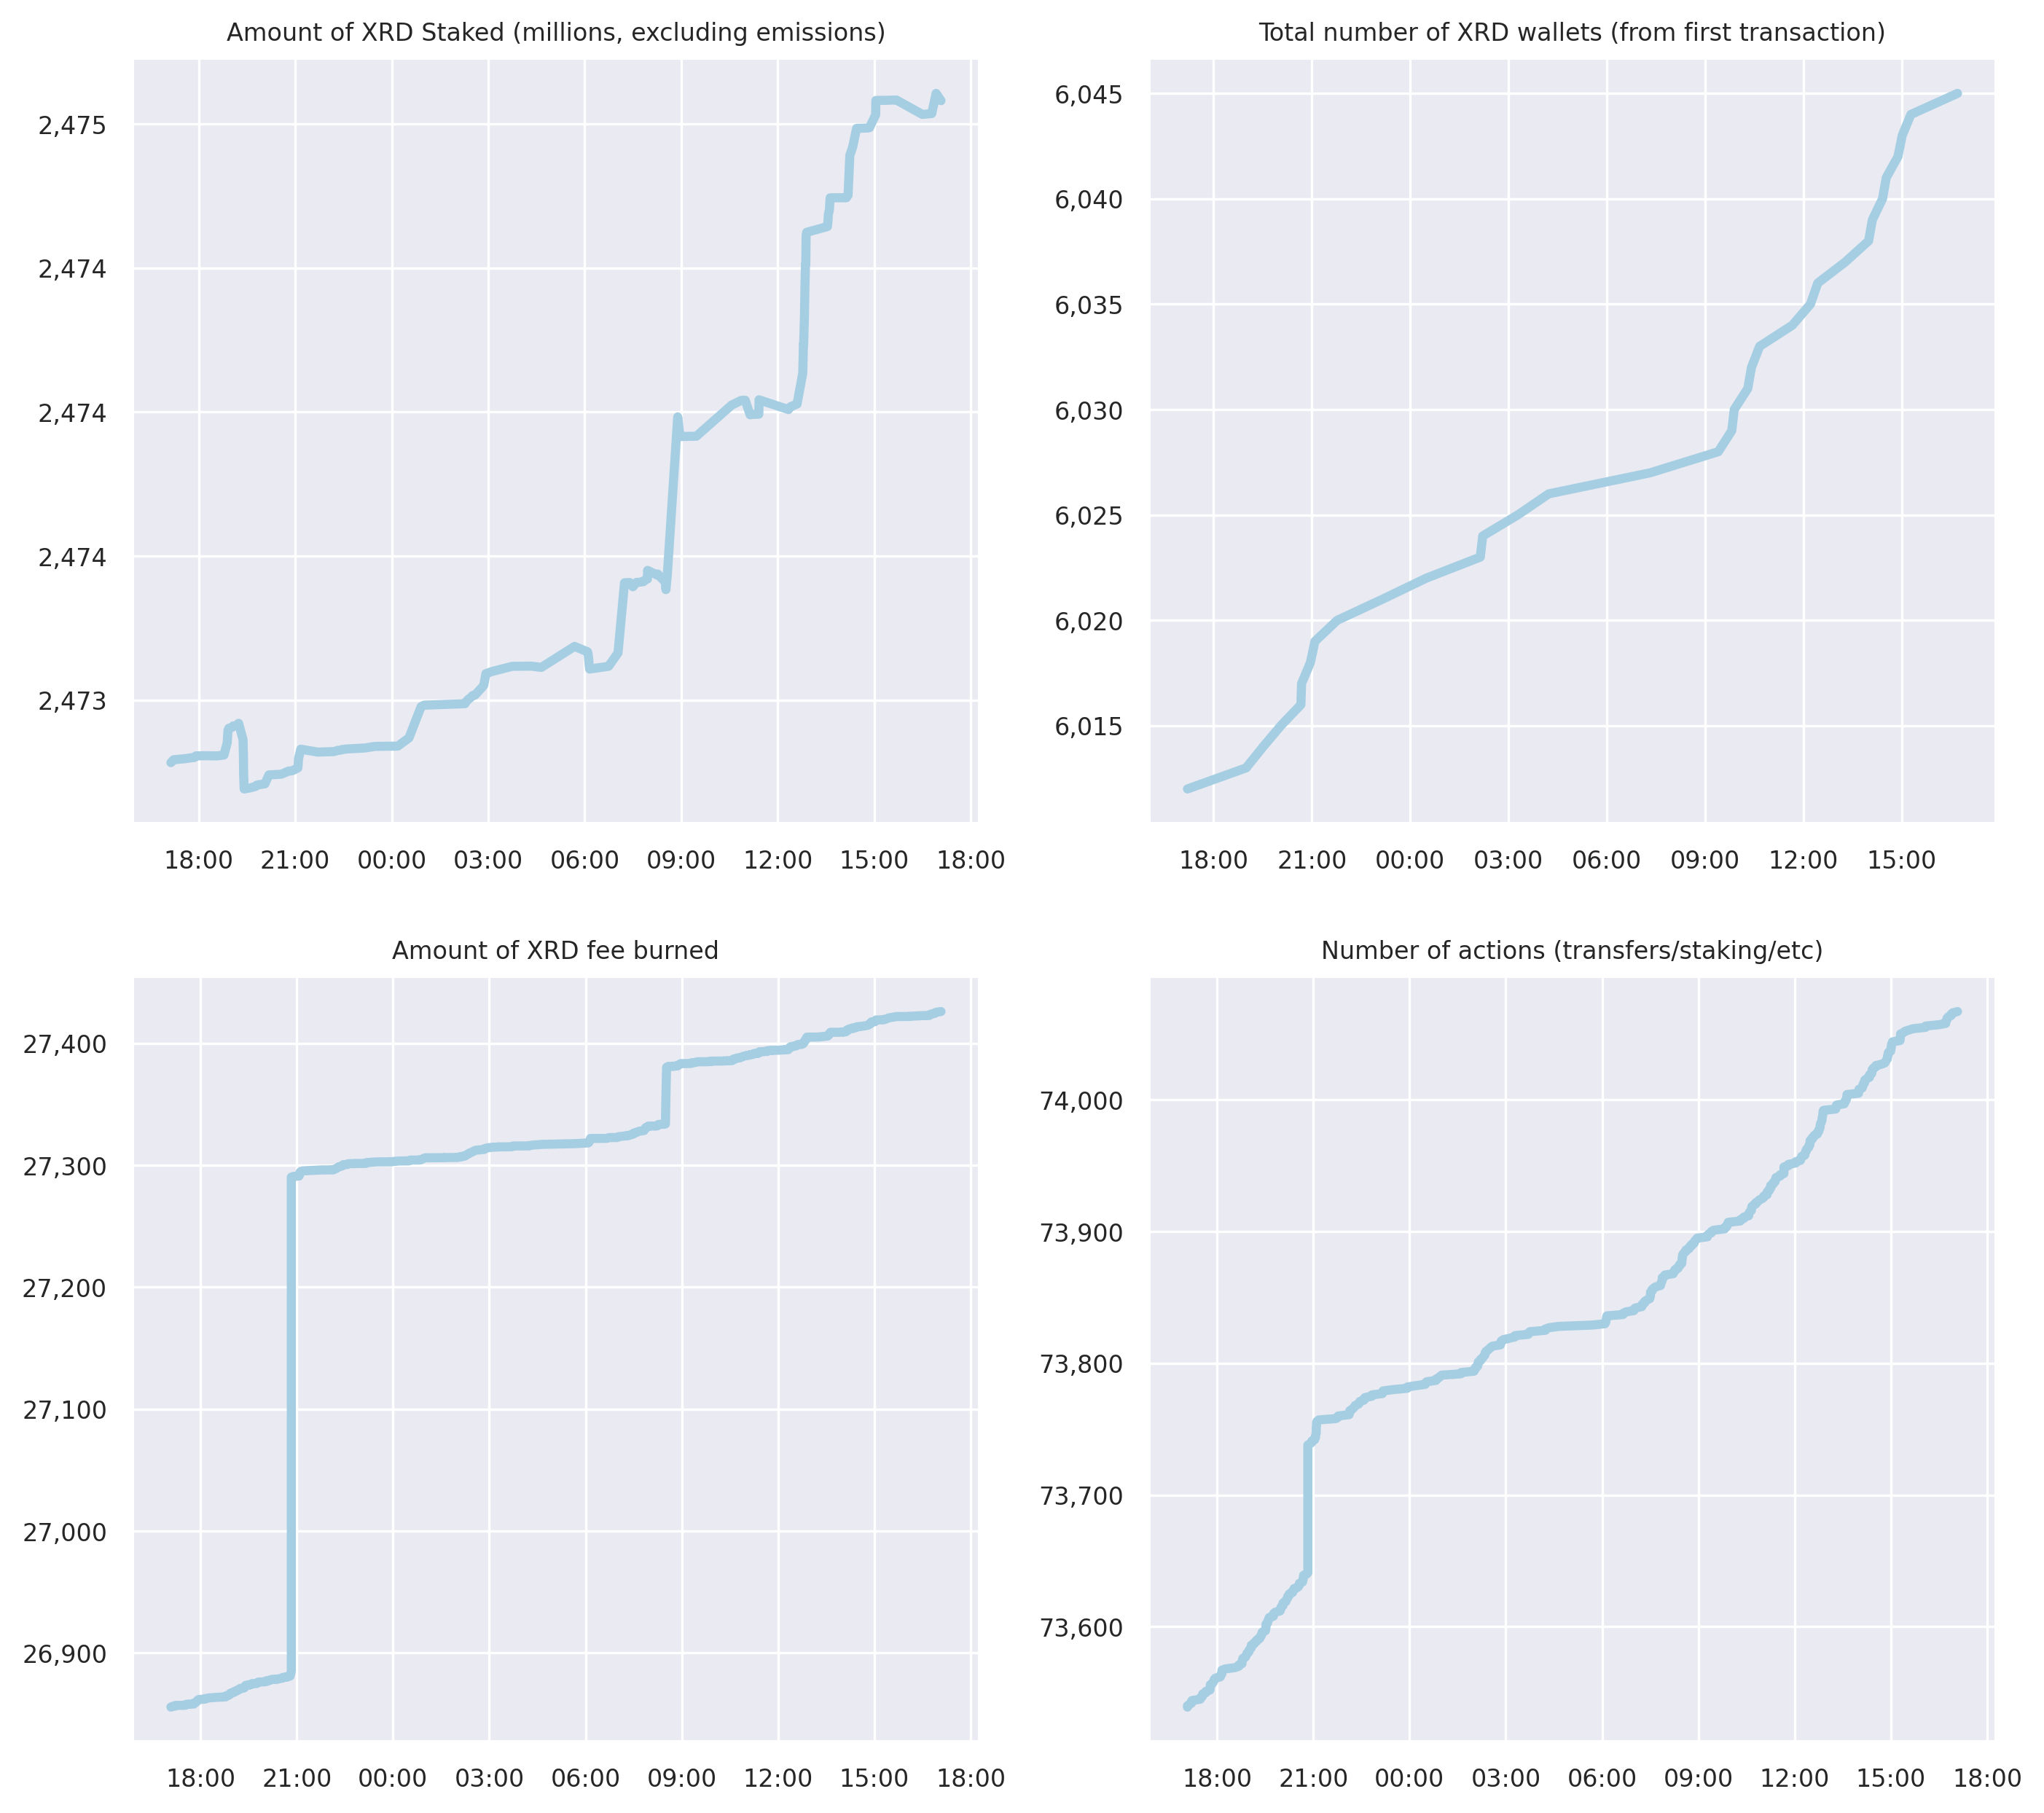 Amount of XRD Staked (millions, excluding emissions)
2,475
2,474
2,474
2,474
2,473
18:00 21:00 00:00 03:00 06:00 09:00 12:00 15:00 18:00
Total number of XRD wallets (from first transaction)
6,045
6,040
6,035
6,030
6,025
6,020
6,015
18:00 21:00 00:00 03:00 06:00 09:00 12:00 15:00
Amount of XRD fee burned
27,400
27,300
27,200
27,100
27,000
26,900
18:00 21:00 00:00 03:00 06:00 09:00 12:00 15:00 18:00
Number of actions (transfers/staking/etc)
74,000
73,900
73,800
73,700
73,600
18:00 21:00 00:00 03:00 06:00 09:00 12:00 15:00 18:00